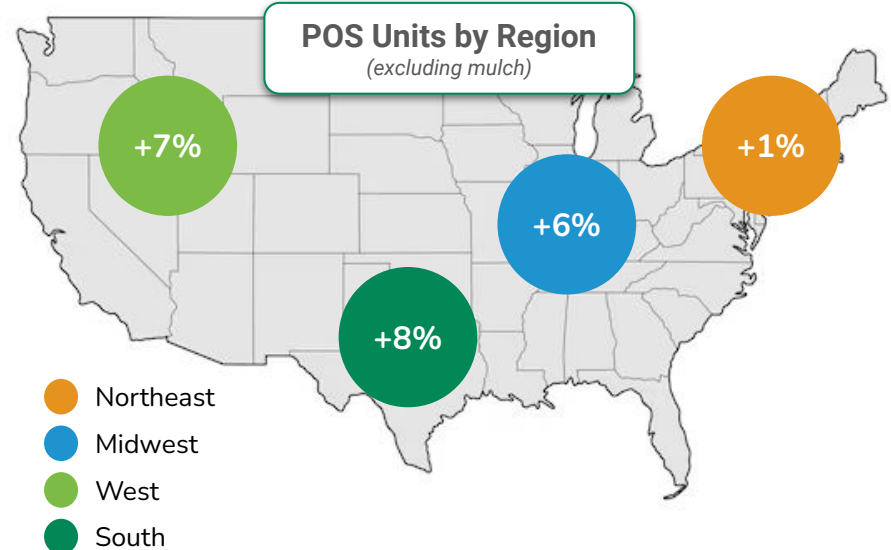 POS Units by Region
(excluding mulch)
+7%
+1%
+6%
+8%
Northeast
Midwest
West
South